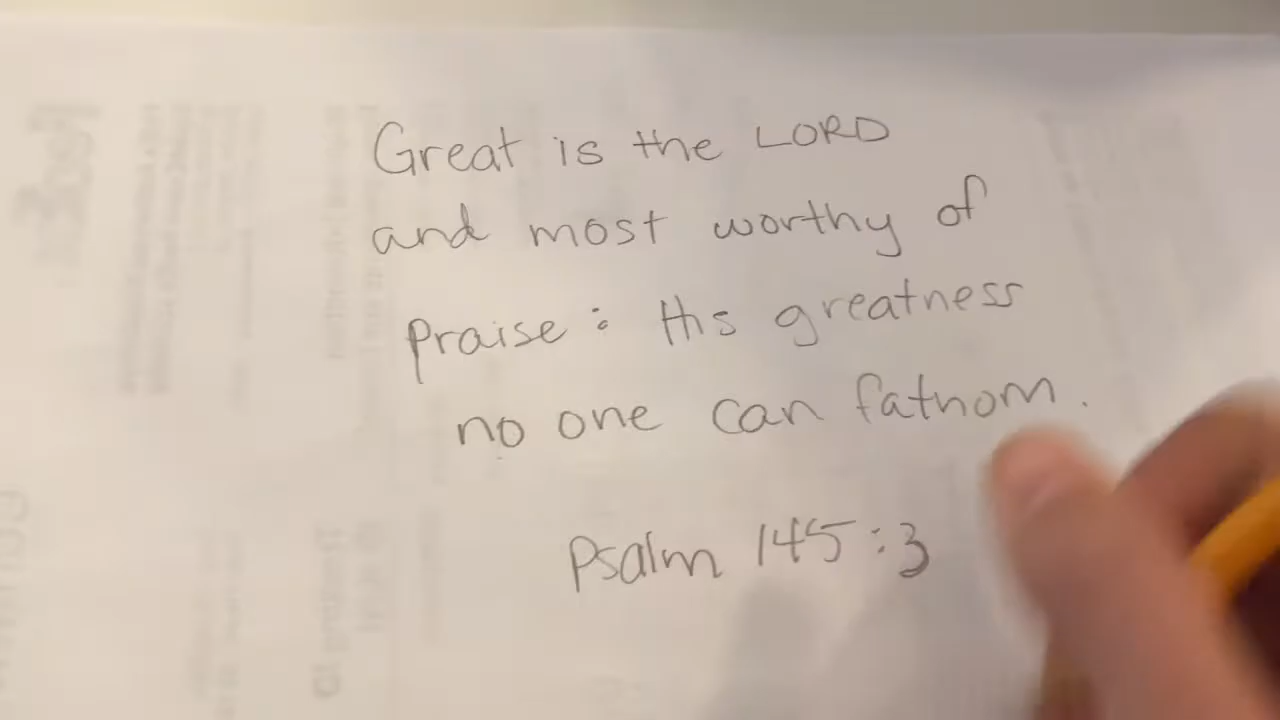 Great is the LORD
and most worthy of
praise: His greatness
no one can fathom.
Psalm 145:3